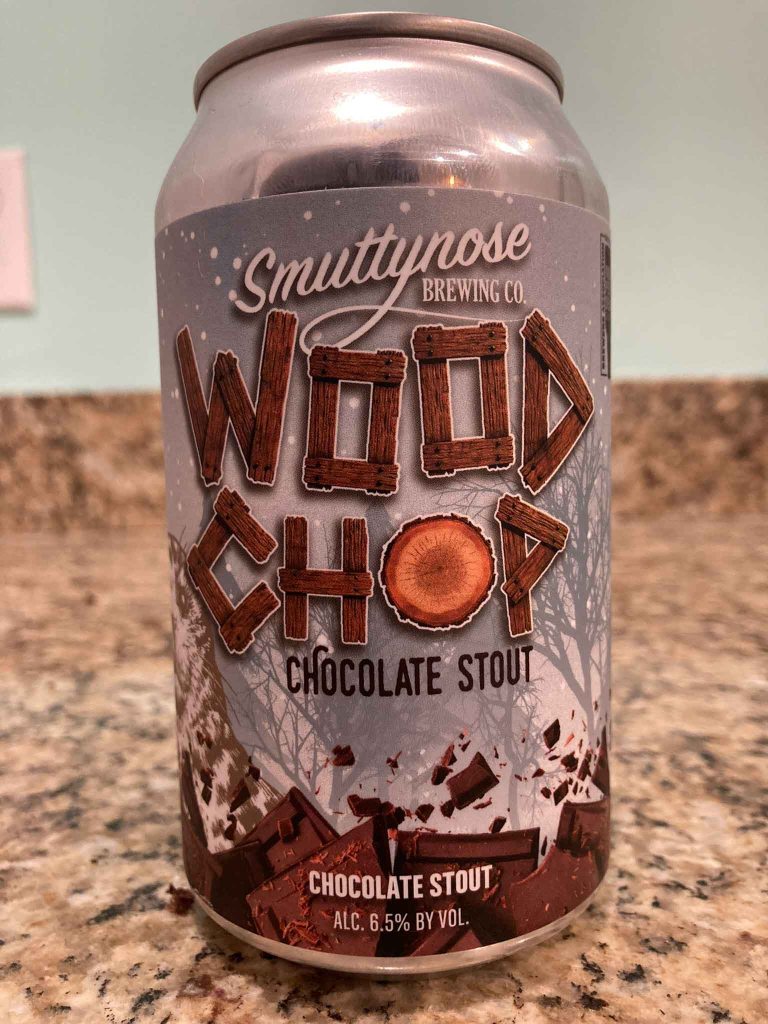 Smuttynose
BREWING CO.
WOOD
CHOP
CHOCOLATE STOUT
CHOCOLATE STOUT
ALC. 6.5% BY VOL.